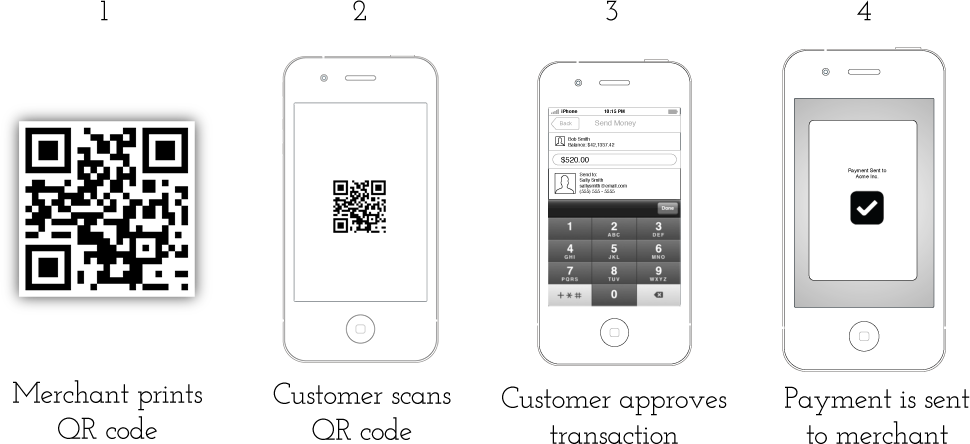 1
2
3
4
iPhone
10:15 PM
Back
Send Money
Bob Smith
Balance: $42,1337.42
$520.00
Send to:
Sally Smith
sallysmith@email.com
(555) 555 - 5555
Done
1
2
ABC
3
DEF
4
GHI
5
JKL
6
MNO
7
PQRS
8
TUV
9
WXYZ
+*#
0
Payment Sent to
Acme Inc.
Merchant prints
QR code
Customer scans
QR code
Customer approves
transaction
Payment is sent
to merchant